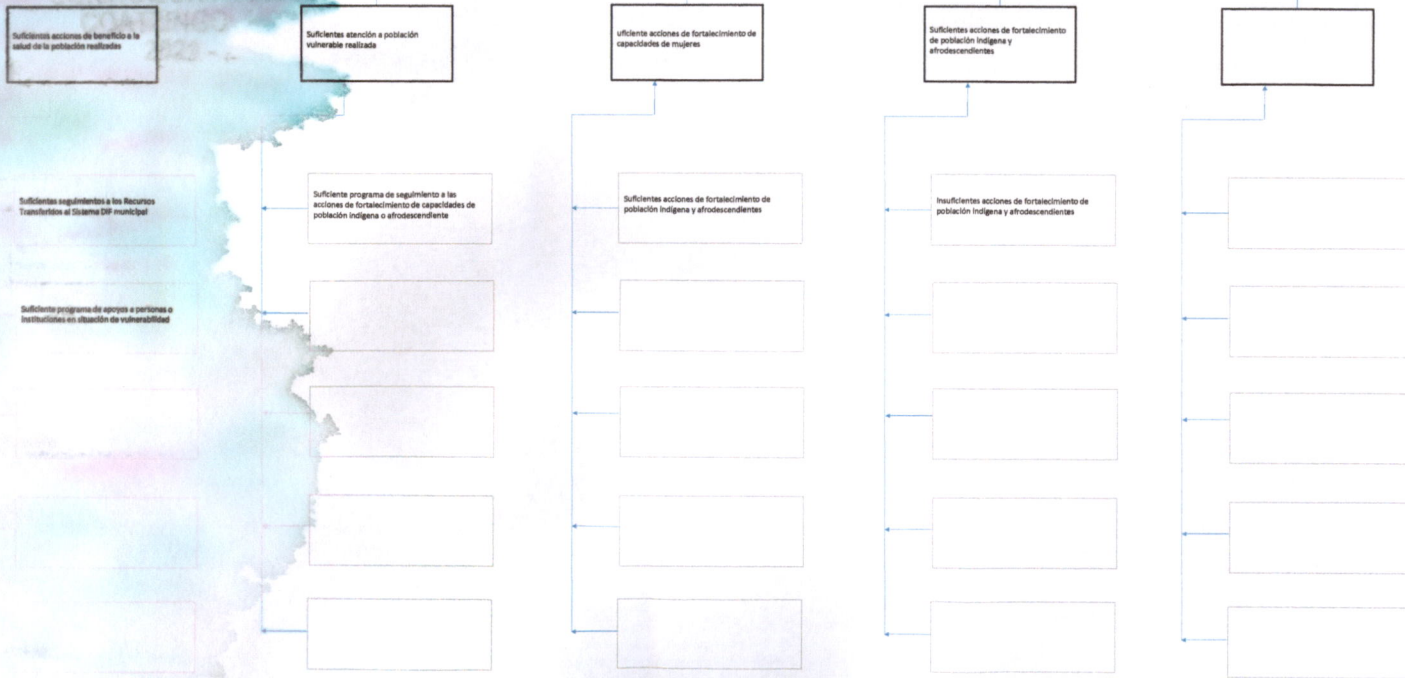 COATZINGO
Suficientes acciones de beneficio a la
salud de la población realizadas
Suficientes atención a población
vulnerable realizada
uficiente acciones de fortalecimiento de
capacidades de mujeres
Suficientes acciones de fortalecimiento
de población indígena y
afrodescendientes
Suficientes seguimientos a los Recursos
Transferidos al Sistema DIF municipal
Suficiente programa de seguimiento a las
acciones de fortalecimiento de capacidades de
población indígena o afrodescendiente
Suficientes acciones de fortalecimiento de
población indígena y afrodescendientes
Insuficientes acciones de fortalecimiento de
población indígena y afrodescendientes
Suficiente programa de apoyos a personas o
instituciones en situación de vulnerabilidad